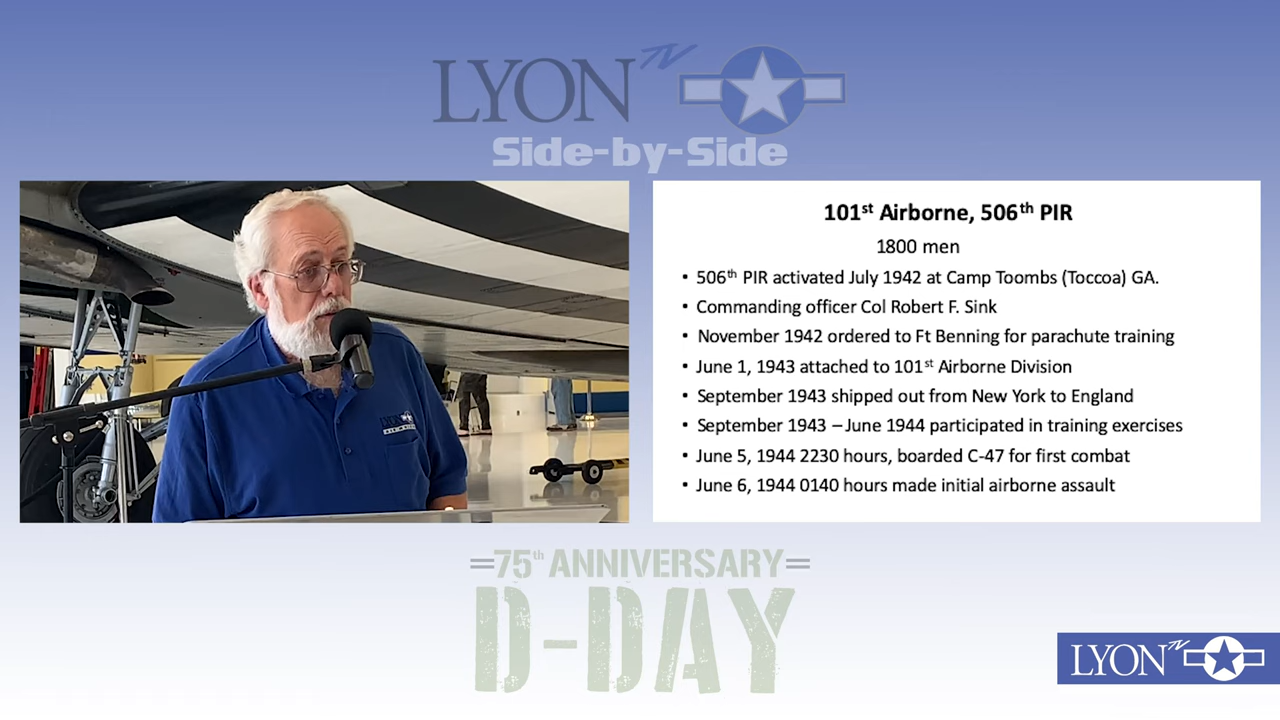 LYON TV
Side-by-Side
101st Airborne, 506th PIR
1800 men
• 506th PIR activated July 1942 at Camp Toombs (Toccoa) GA.
• Commanding officer Col Robert F. Sink
• November 1942 ordered to Ft Benning for parachute training
• June 1, 1943 attached to 101st Airborne Division
• September 1943 shipped out from New York to England
• September 1943 – June 1944 participated in training exercises
• June 5, 1944 2230 hours, boarded C-47 for first combat
• June 6, 1944 0140 hours made initial airborne assault
LYON
=75th ANNIVERSARY=
D-DAY
LYON TV